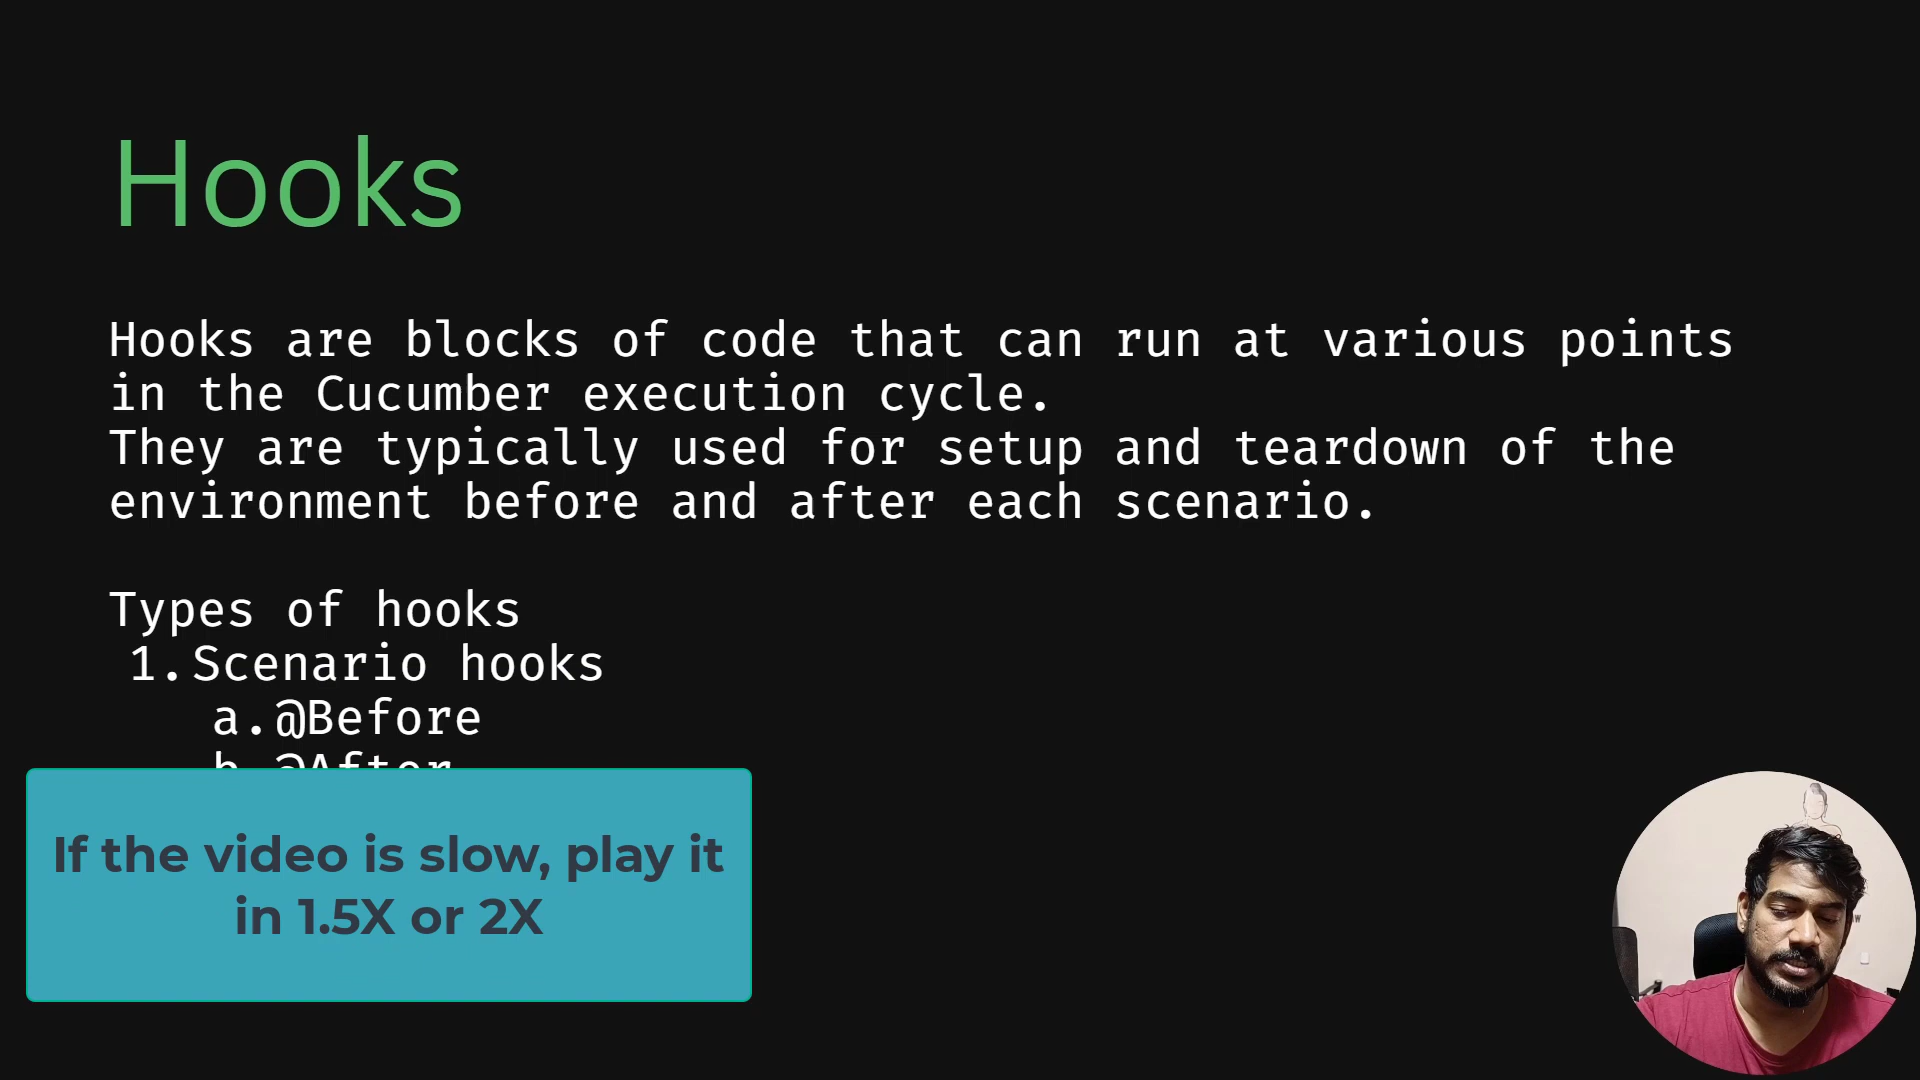 Hooks
Hooks are blocks of code that can run at various points
in the Cucumber execution cycle.
They are typically used for setup and teardown of the
environment before and after each scenario.
Types of hooks
1.Scenario hooks
a.@Before
b.@After
If the video is slow, play it
in 1.5X or 2X